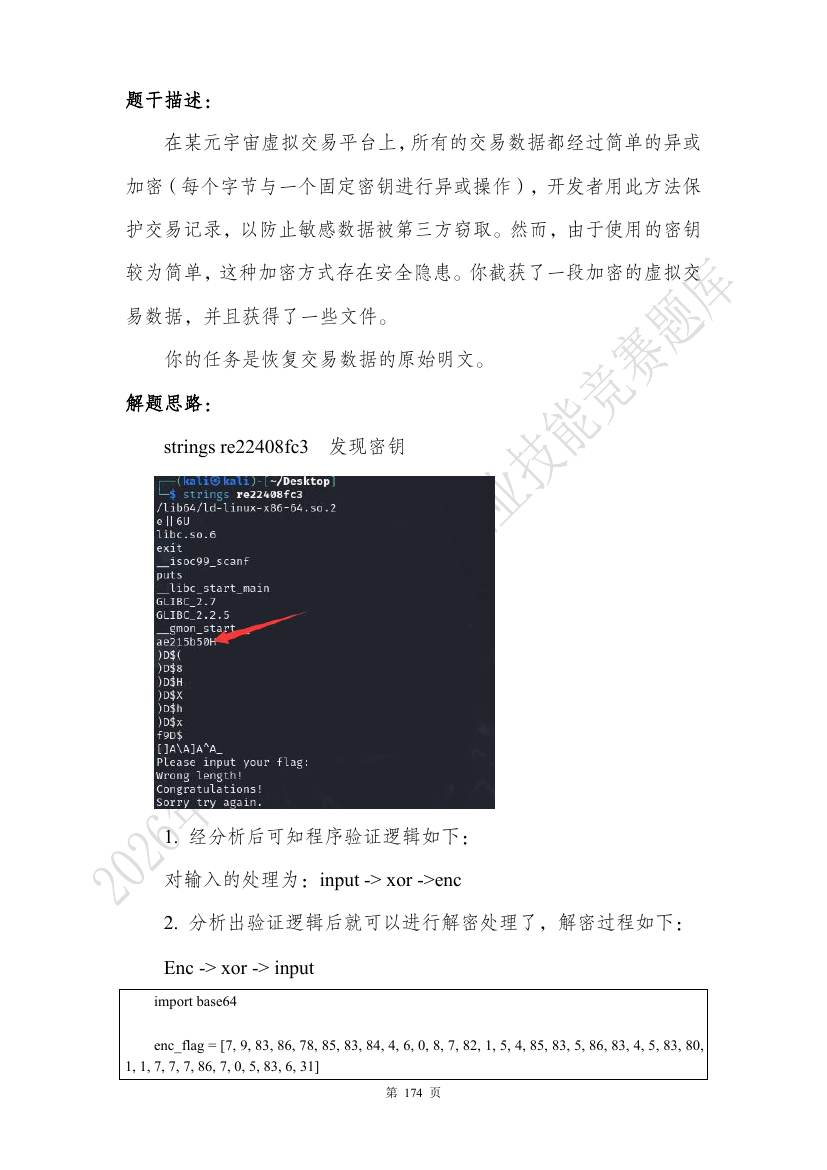 题干描述：
在某元宇宙虚拟交易平台上，所有的交易数据都经过简单的异或
加密（每个字节与一个固定密钥进行异或操作），开发者用此方法保
护交易记录，以防止敏感数据被第三方窃取。然而，由于使用的密钥
较为简单，这种加密方式存在安全隐患。你截获了一段加密的虚拟交
易数据，并且获得了一些文件。
你的任务是恢复交易数据的原始明文。
解题思路：
strings re22408fc3 发现密钥
(kali㉿kali)-[~/Desktop]
$ strings re22408fc3
/lib64/ld-linux-x86-64.so.2
e||6U
libc.so.6
exit
__isoc99_scanf
puts
__libc_start_main
GLIBC_2.7
GLIBC_2.2.5
__gmon_start__
ae215b50H
)D$(
)D$8
)D$H
)D$X
)D$h
)D$x
f9D$
[]A\A]A^A_
Please input your flag:
Wrong length!
Congratulations!
Sorry try again.
1. 经分析后可知程序验证逻辑如下：
对输入的处理为：input -> xor ->enc
2. 分析出验证逻辑后就可以进行解密处理了，解密过程如下：
Enc -> xor -> input
import base64
enc_flag = [7, 9, 83, 86, 78, 85, 83, 84, 4, 6, 0, 8, 7, 82, 1, 5, 4, 85, 83, 5, 86, 83, 4, 5, 83, 80,
1, 1, 7, 7, 7, 86, 7, 0, 5, 83, 6, 31]
第 174 页
2026年
业技能竞赛题库